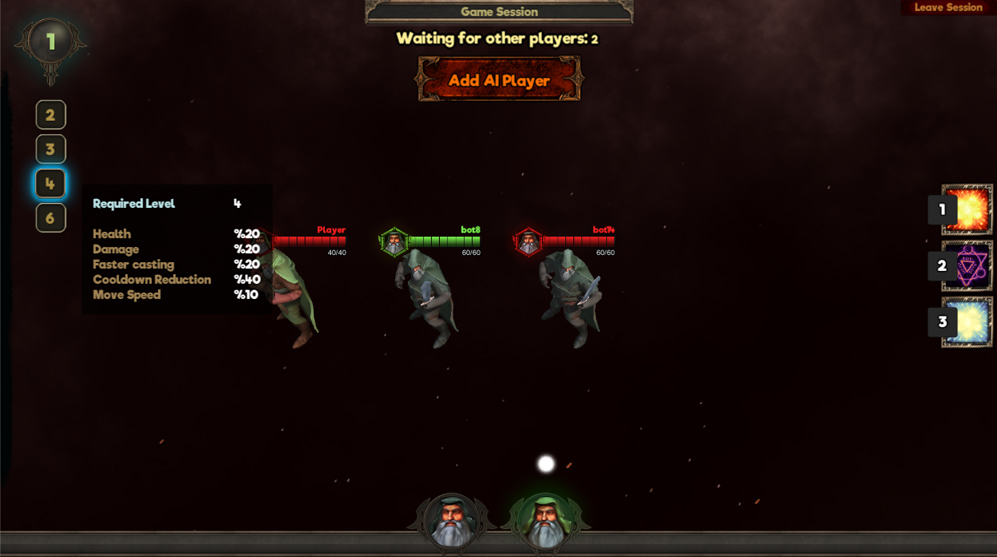 Game Session
Leave Session
Waiting for other players: 2
Add AI Player
1
2
3
4
6
Required Level 4
Health %20
Damage %20
Faster casting %20
Cooldown Reduction %40
Move Speed %10
Player
40/40
bot8
60/60
bot14
60/60
1
2
3